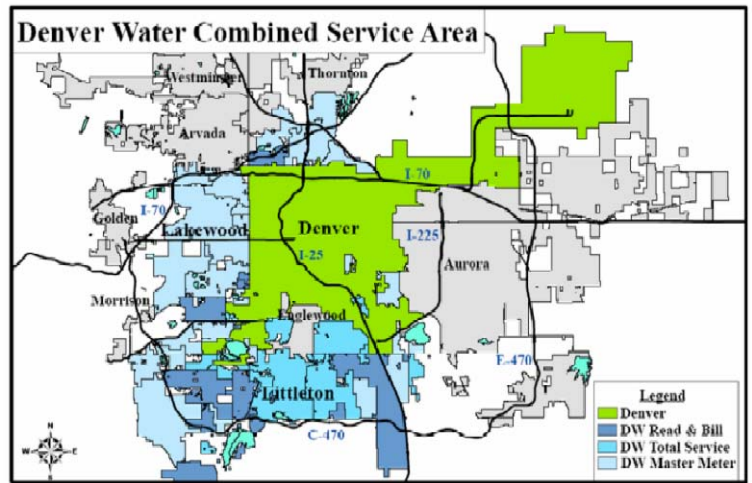 Denver Water Combined Service Area
Westminster
Thornton
Arvada
I-70
Golden
I-70
Lakewood
Denver
I-225
I-25
Aurora
Morrison
Englewood
E-470
Littleton
C-470
N
W
E
S
Legend
Denver
DW Read & Bill
DW Total Service
DW Master Meter